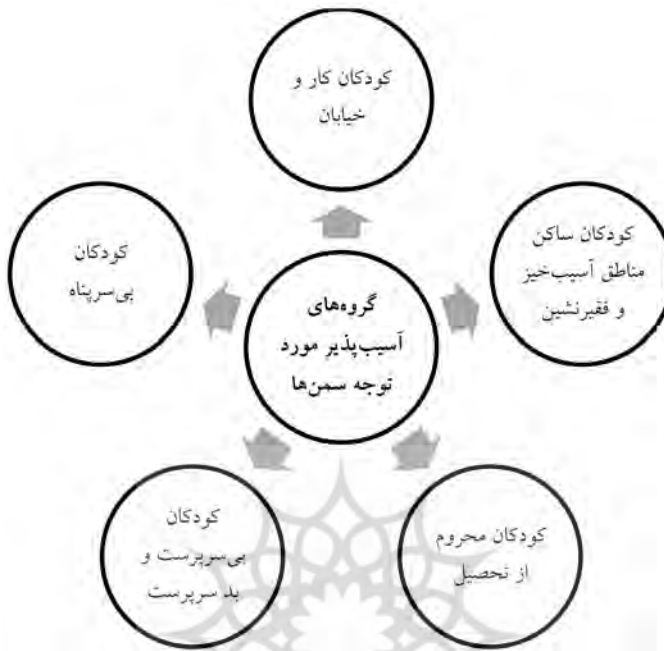 کودکان کار و
خیابان
کودکان ساکن
مناطق آسیب‌خیز
و فقیرنشین
کودکان
بی‌سرپناه
گروه‌های
آسیب‌پذیر مورد
توجه سمن‌ها
کودکان محروم
از تحصیل
کودکان
بی‌سرپرست و
بد سرپرست